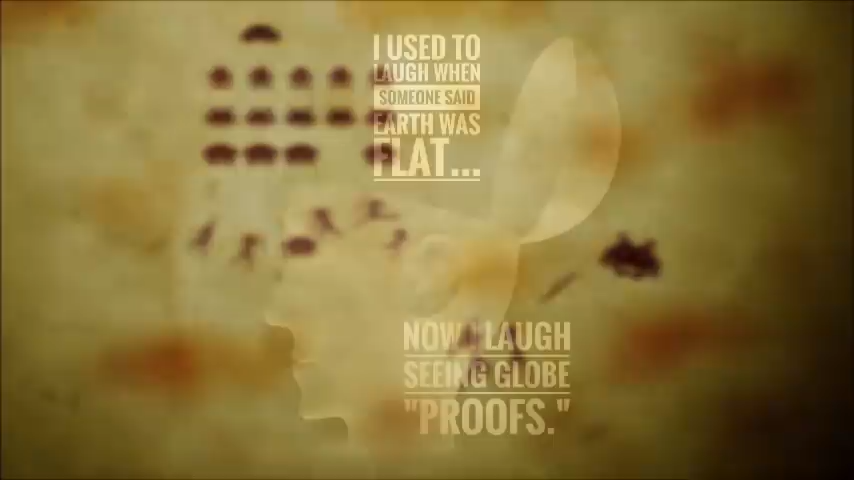 I USED TO
LAUGH WHEN
SOMEONE SAID
EARTH WAS
FLAT...
NOW I LAUGH
SEEING GLOBE
"PROOFS."